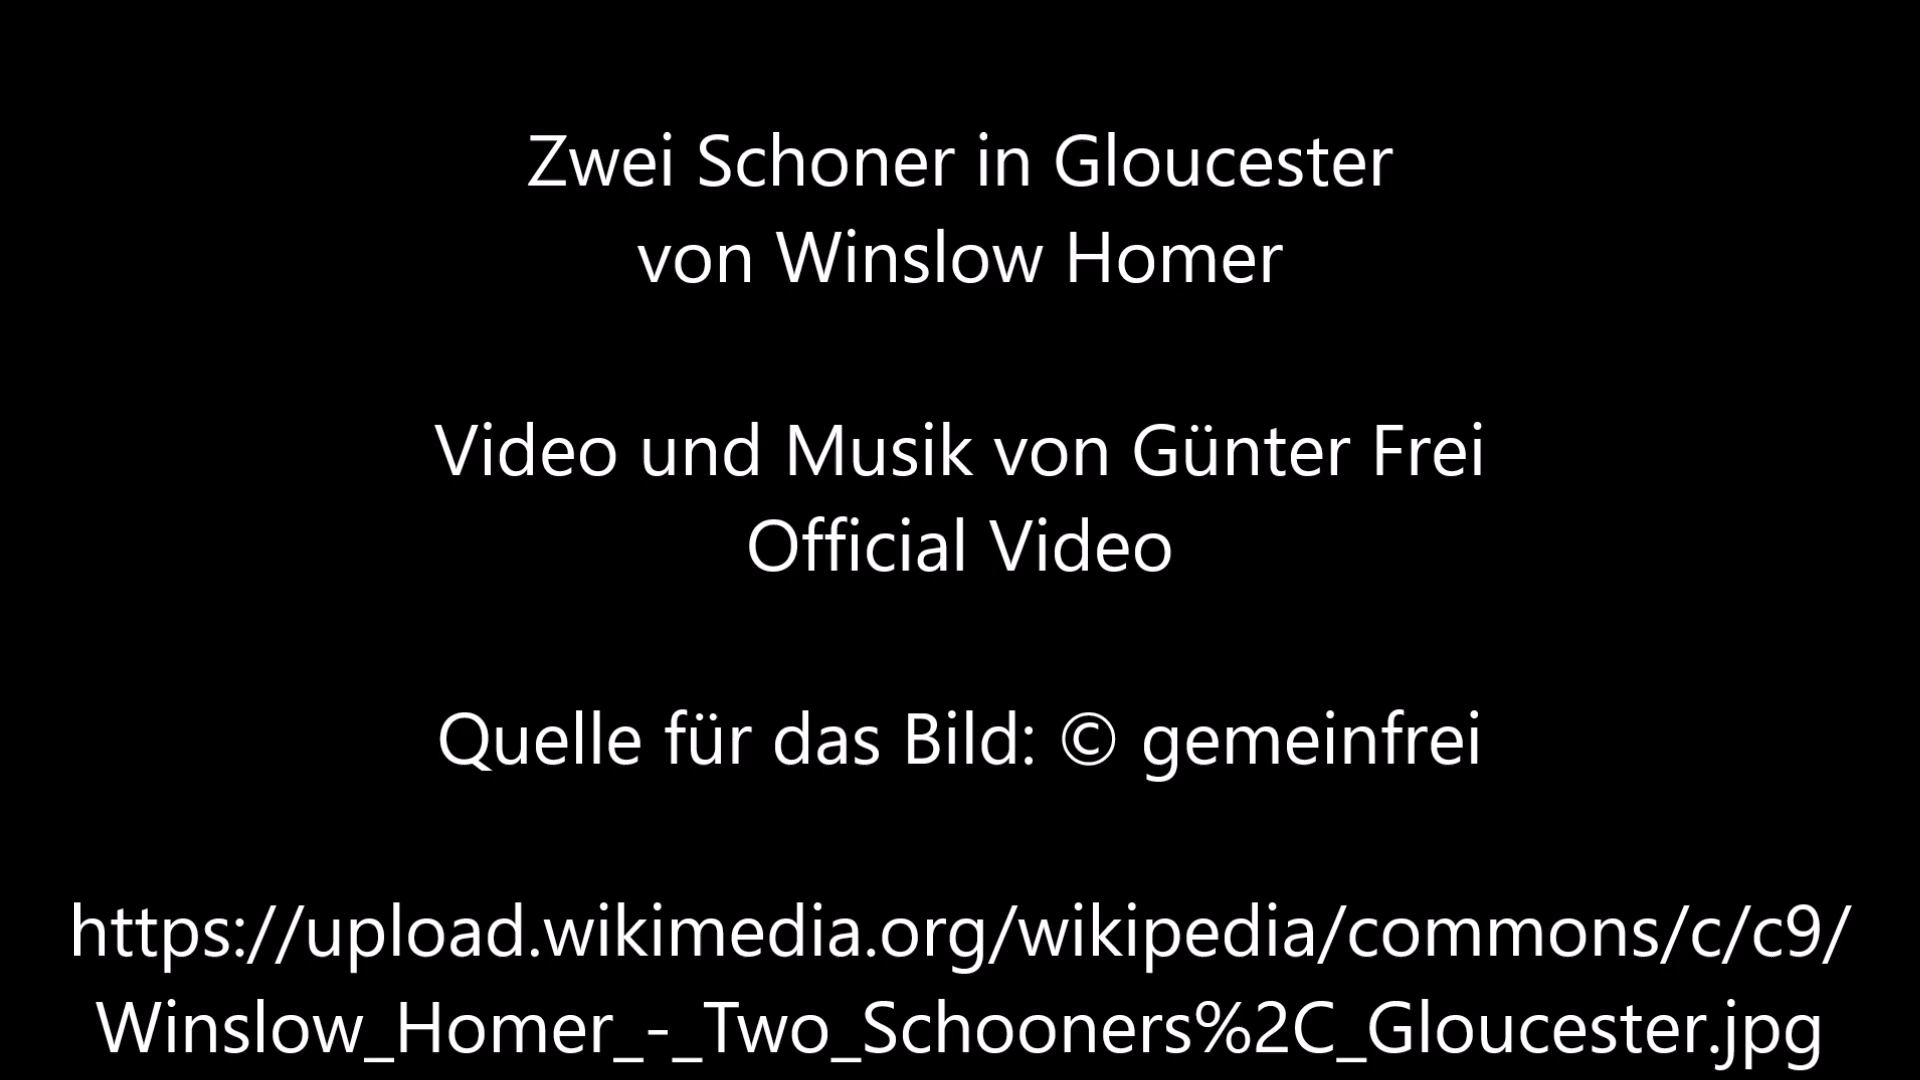 Zwei Schoner in Gloucester
von Winslow Homer
Video und Musik von Günter Frei
Official Video
Quelle für das Bild: © gemeinfrei
https://upload.wikimedia.org/wikipedia/commons/c/c9/
Winslow_Homer_-_Two_Schooners%2C_Gloucester.jpg